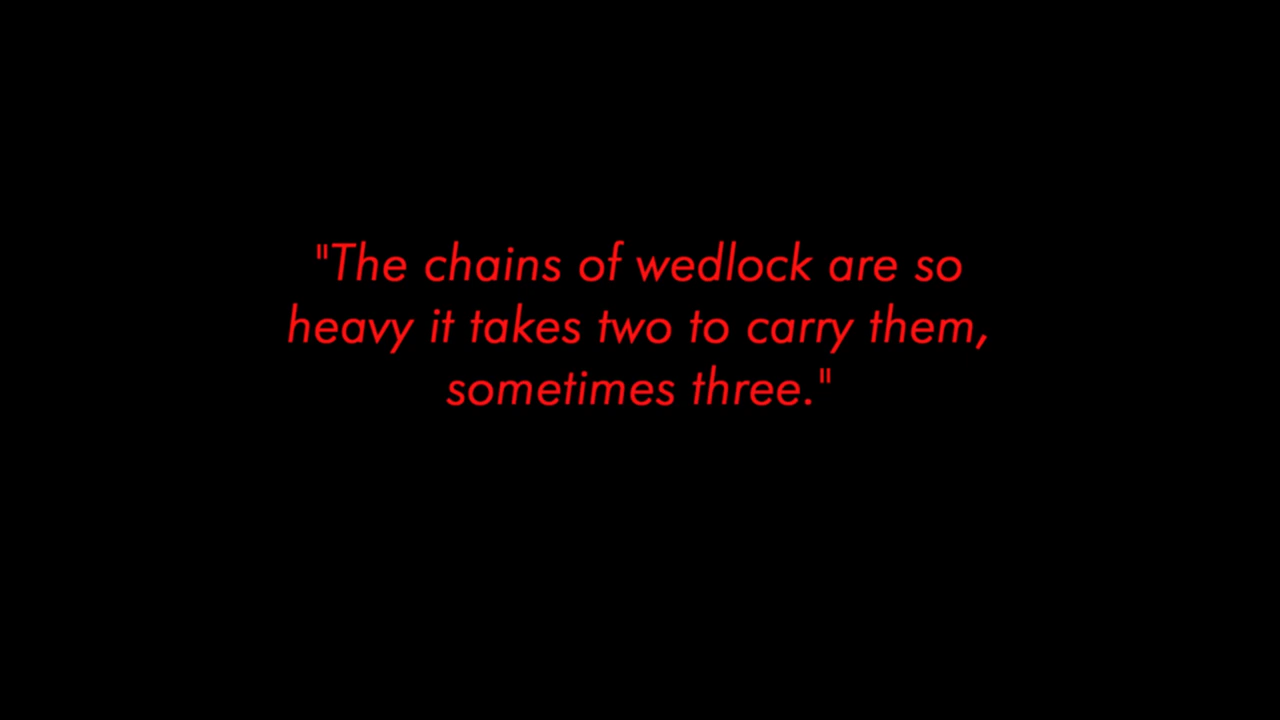 "The chains of wedlock are so
heavy it takes two to carry them,
sometimes three."